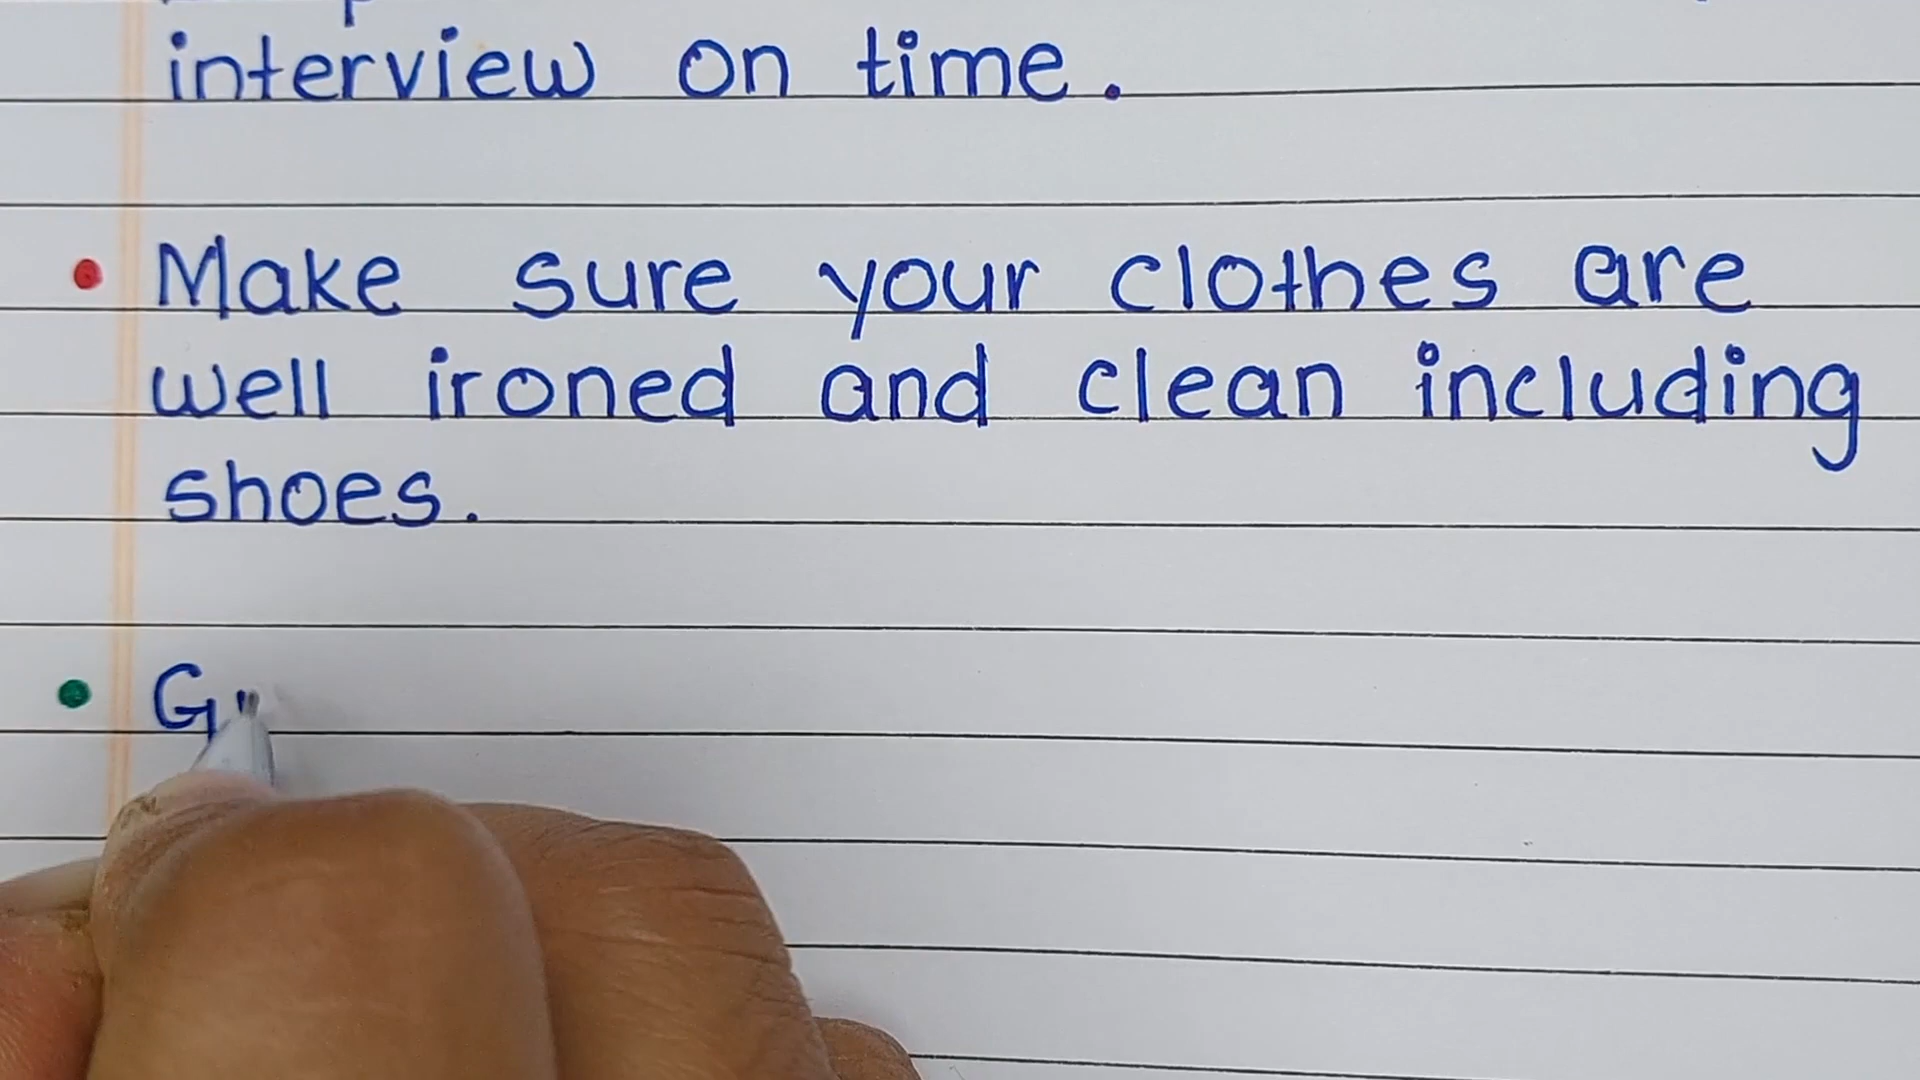 interview on time.
• Make sure your clothes are
well ironed and clean including
shoes.
• G